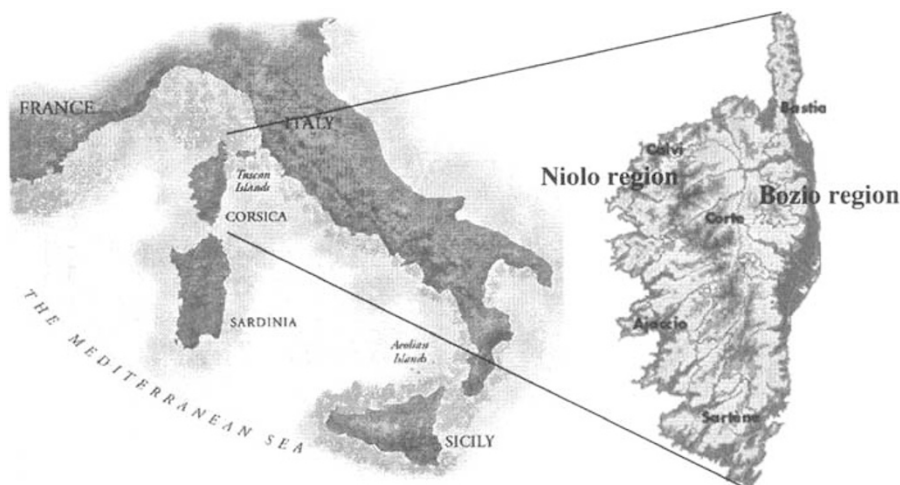 FRANCE
ITALY
Tuscan
Islands
CORSICA
SARDINIA
Aeolian
Islands
SICILY
THE MEDITERRANEAN SEA
Bastia
Calvi
Niolo region
Bozio region
Corte
Ajaccio
Sartène